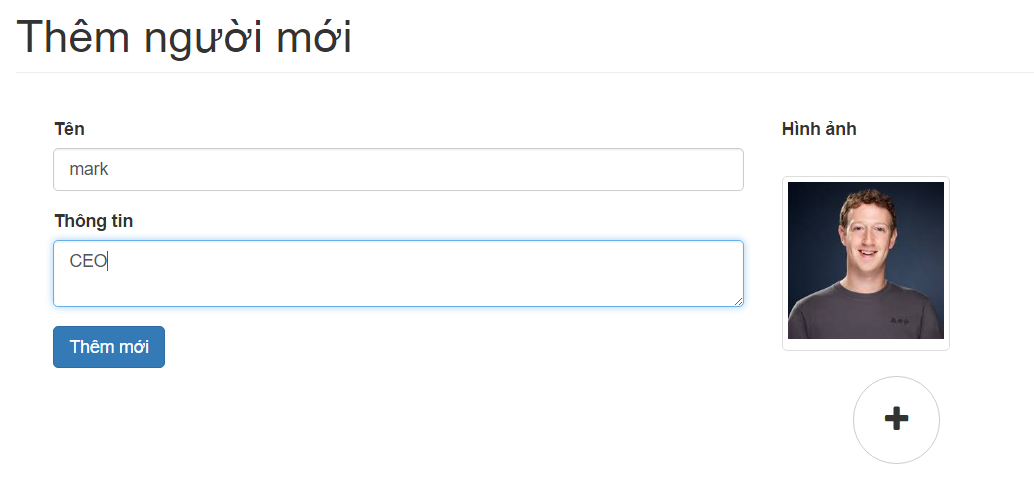 Thêm người mới
Tên
Hình ảnh
mark
Thông tin
CEO
Thêm mới